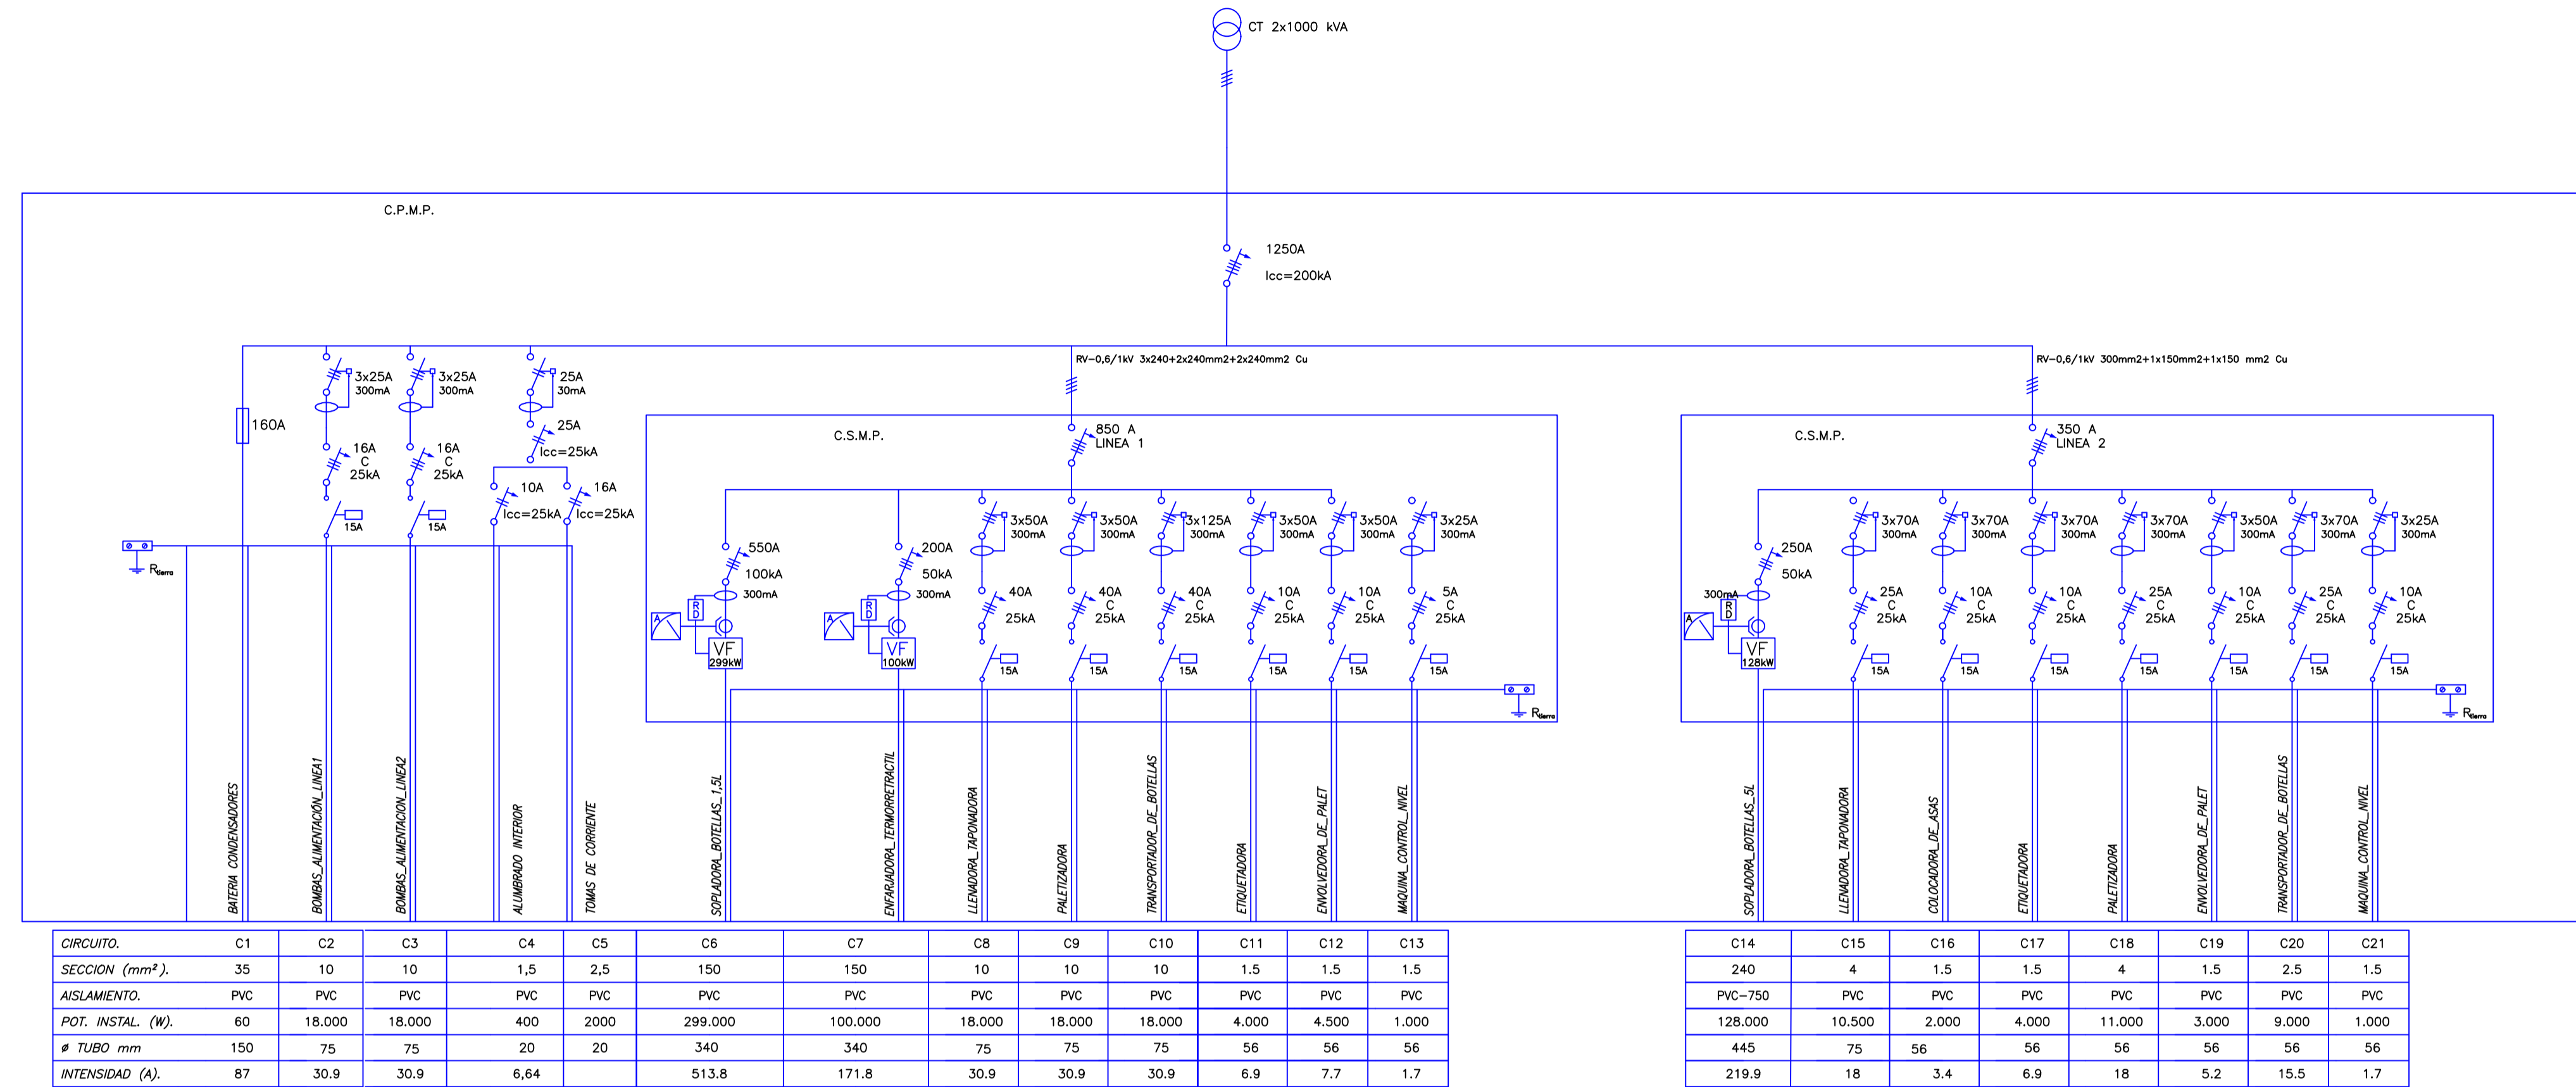 CT 2x1000 kVA
C.P.M.P.
1250A
Icc=200kA
RV-0,6/1kV 3x240+2x240mm2+2x240mm2 Cu
RV-0,6/1kV 300mm2+1x150mm2+1x150 mm2 Cu
160A
3x25A
300mA
16A
C
25kA
15A
3x25A
300mA
16A
C
25kA
15A
25A
30mA
25A
Icc=25kA
10A
Icc=25kA
16A
Icc=25kA
Rtierra
C.S.M.P.
850 A
LINEA 1
550A
100kA
300mA
RD
A
VF
299kW
200A
50kA
300mA
RD
A
VF
100kW
3x50A
300mA
40A
25kA
15A
3x50A
300mA
40A
C
25kA
15A
3x125A
300mA
40A
C
25kA
15A
3x50A
300mA
10A
C
25kA
15A
3x50A
300mA
10A
C
25kA
15A
3x25A
300mA
5A
C
25kA
15A
Rtierra
C.S.M.P.
350 A
LINEA 2
250A
50kA
300mA
RD
A
VF
128kW
3x70A
300mA
25A
C
25kA
15A
3x70A
300mA
10A
C
25kA
15A
3x70A
300mA
10A
C
25kA
15A
3x70A
300mA
25A
C
25kA
15A
3x50A
300mA
10A
C
25kA
15A
3x70A
300mA
25A
C
25kA
15A
3x25A
300mA
10A
C
25kA
15A
Rtierra
BATERIA CONDENSADORES
BOMBAS_ALIMENTACIÓN_LINEA1
BOMBAS_ALIMENTACION_LINEA2
ALUMBRADO INTERIOR
TOMAS DE CORRIENTE
SOPLADORA_BOTELLAS_1,5L
ENFARJADORA_TERMORRETRACTIL
LLENADORA_TAPONADORA
PALETIZADORA
TRANSPORTADOR_DE_BOTELLAS
ETIQUETADORA
ENVOLVEDORA_DE_PALET
MAQUINA_CONTROL_NIVEL
SOPLADORA_BOTELLAS_5L
LLENADORA_TAPONADORA
COLOCADORA_DE_ASAS
ETIQUETADORA
PALETIZADORA
ENVOLVEDORA_DE_PALET
TRANSPORTADOR_DE_BOTELLAS
MAQUINA_CONTROL_NIVEL
CIRCUITO. C1 C2 C3 C4 C5 C6 C7 C8 C9 C10 C11 C12 C13 C14 C15 C16 C17 C18 C19 C20 C21
SECCION (mm²). 35 10 10 1,5 2,5 150 150 10 10 10 1.5 1.5 1.5 240 4 1.5 1.5 4 1.5 2.5 1.5
AISLAMIENTO. PVC PVC PVC PVC PVC PVC PVC PVC PVC PVC PVC PVC PVC PVC-750 PVC PVC PVC PVC PVC PVC PVC
POT. INSTAL. (W). 60 18.000 18.000 400 2000 299.000 100.000 18.000 18.000 18.000 4.000 4.500 1.000 128.000 10.500 2.000 4.000 11.000 3.000 9.000 1.000
ø TUBO mm 150 75 75 20 20 340 340 75 75 75 56 56 56 445 75 56 56 56 56 56 56
INTENSIDAD (A). 87 30.9 30.9 6,64 513.8 171.8 30.9 30.9 30.9 6.9 7.7 1.7 219.9 18 3.4 6.9 18 5.2 15.5 1.7